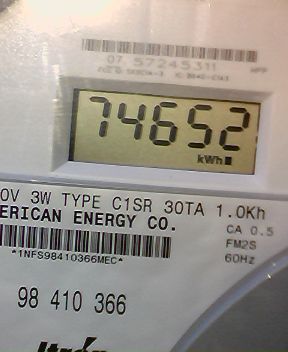 07 57245311
74652
kWh
0V 3W TYPE C1SR 30TA 1.0Kh
ERICAN ENERGY CO.
CA 0.5
FM2S
60Hz
*1NFS98410366MEC*
98 410 366
Itrón